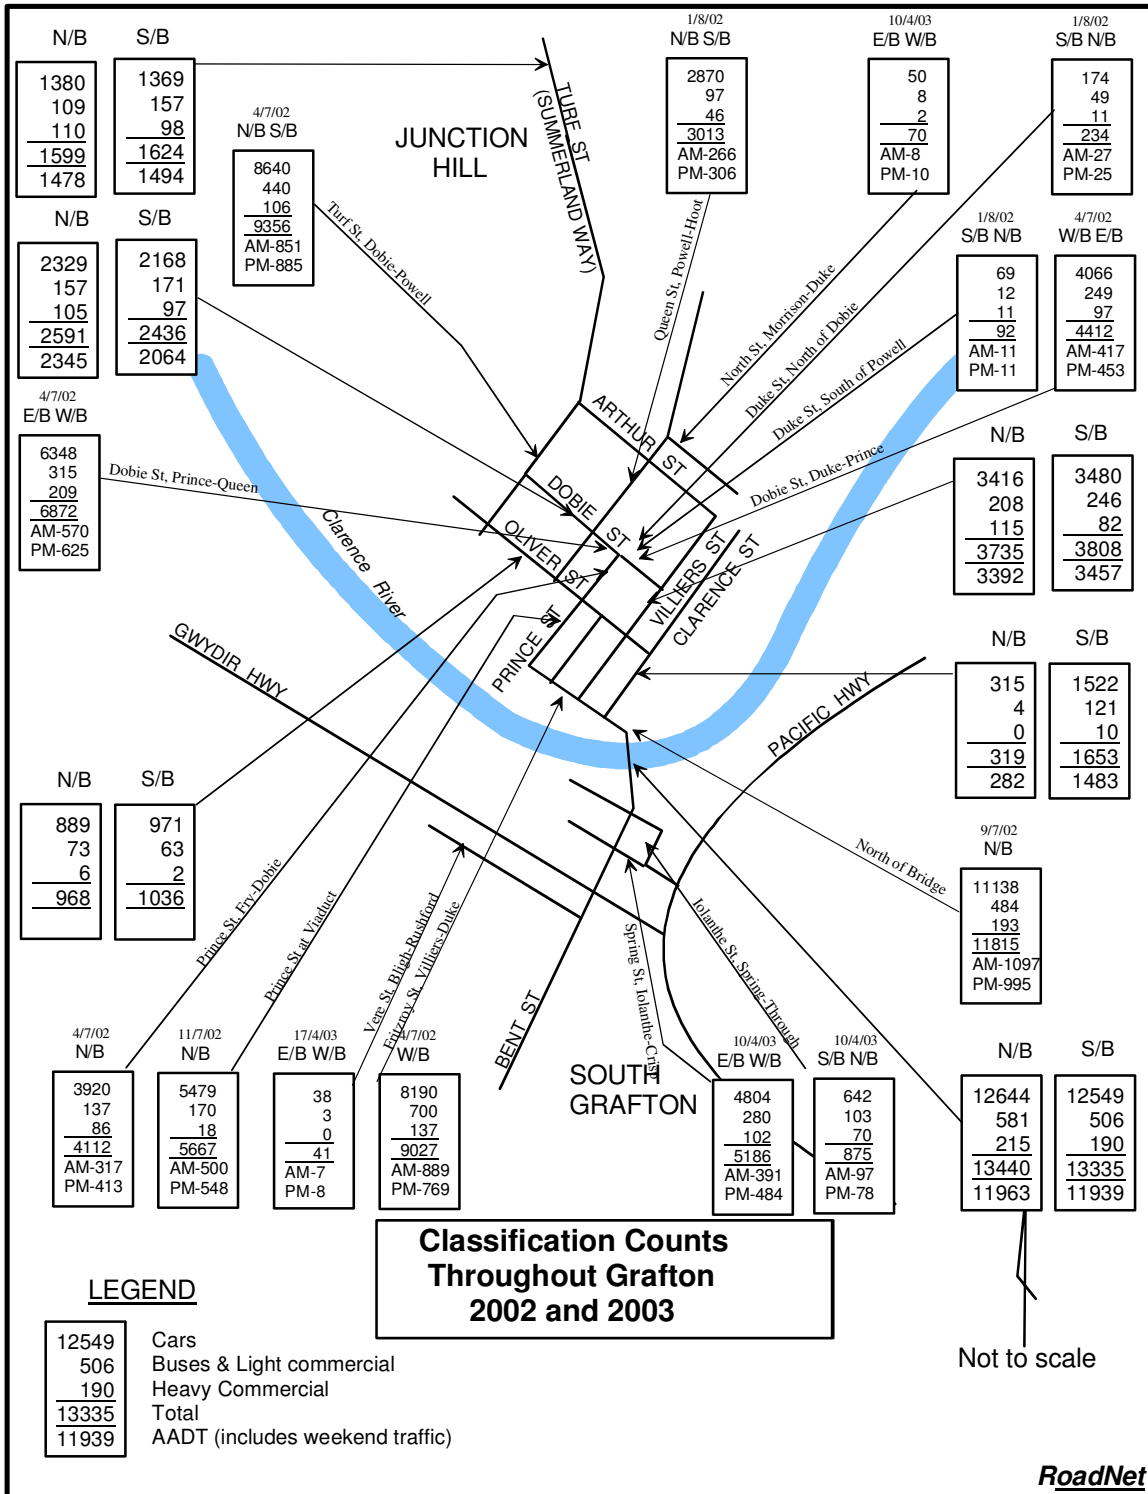 N/B
1380
109
110
1599
1478
S/B
1369
157
98
1624
1494
4/7/02
N/B S/B
8640
440
106
9356
AM-851
PM-885
JUNCTION
HILL
TURF ST
(SUMMERLAND WAY)
1/8/02
N/B S/B
2870
97
46
3013
AM-266
PM-306
10/4/03
E/B W/B
50
8
2
70
AM-8
PM-10
1/8/02
S/B N/B
174
49
11
234
AM-27
PM-25
N/B
2329
157
105
2591
2345
S/B
2168
171
97
2436
2064
Turf St, Dobie-Powell
Queen St, Powell-Hoot
North St, Morrison-Duke
Duke St, North of Dobie
Duke St, South of Powell
Dobie St, Duke-Prince
1/8/02
S/B N/B
69
12
11
92
AM-11
PM-11
4/7/02
W/B E/B
4066
249
97
4412
AM-417
PM-453
4/7/02
E/B W/B
6348
315
209
6872
AM-570
PM-625
Dobie St, Prince-Queen
Clarence River
ARTHUR ST
DOBIE ST
OLIVER ST
PRINCE ST
VILLIERS ST
CLARENCE ST
N/B
3416
208
115
3735
3392
S/B
3480
246
82
3808
3457
GWYDIR HWY
PACIFIC HWY
N/B
315
4
0
319
282
S/B
1522
121
10
1653
1483
N/B
889
73
6
968
S/B
971
63
2
1036
Prince St, Fry-Dobie
Prince St at Viaduct
Vere St, Bligh-Rushford
Fritzroy St, Villiers-Duke
Spring St, Iolanthe-Crisp
Iolanthe St, Spring-Through
North of Bridge
9/7/02
N/B
11138
484
193
11815
AM-1097
PM-995
BENT ST
SOUTH
GRAFTON
4/7/02
N/B
3920
137
86
4112
AM-317
PM-413
11/7/02
N/B
5479
170
18
5667
AM-500
PM-548
17/4/03
E/B W/B
38
3
0
41
AM-7
PM-8
4/7/02
W/B
8190
700
137
9027
AM-889
PM-769
10/4/03
E/B W/B
4804
280
102
5186
AM-391
PM-484
10/4/03
S/B N/B
642
103
70
875
AM-97
PM-78
N/B
12644
581
215
13440
11963
S/B
12549
506
190
13335
11939
Classification Counts
Throughout Grafton
2002 and 2003
LEGEND
12549 Cars
506 Buses & Light commercial
190 Heavy Commercial
13335 Total
11939 AADT (includes weekend traffic)
Not to scale
RoadNet